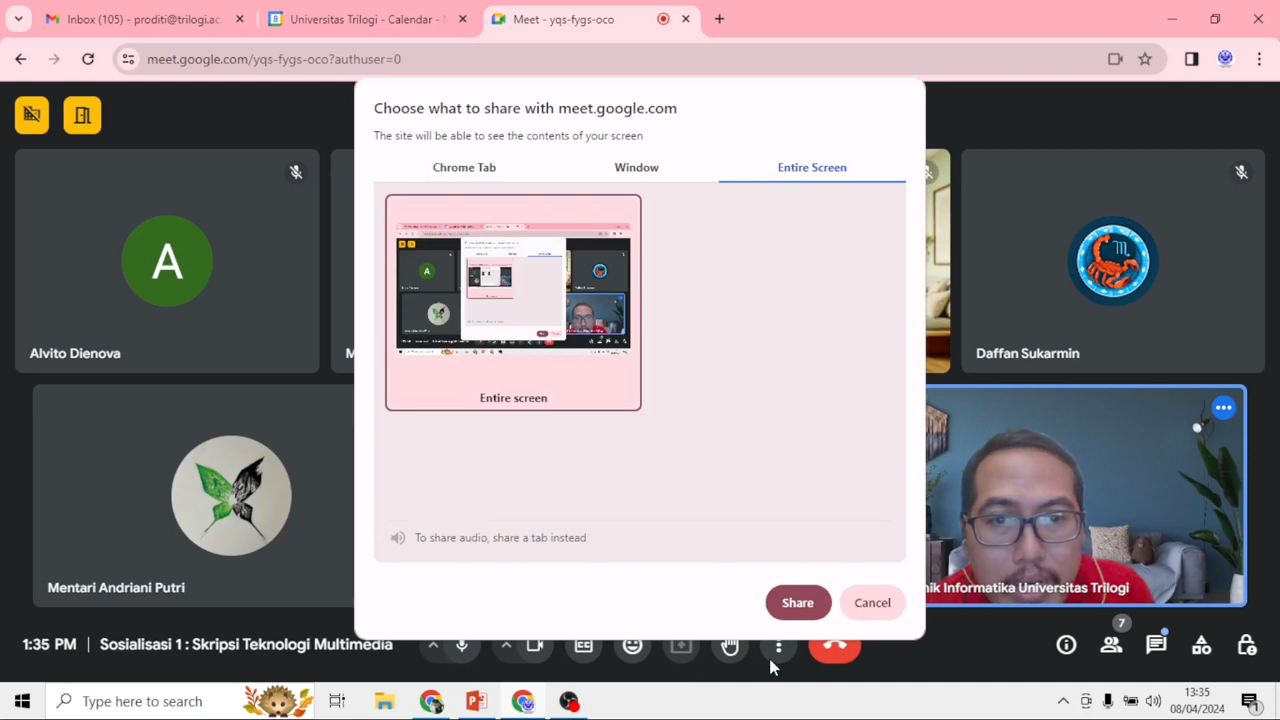 Inbox (105) - proditi@trilogi.ac
Universitas Trilogi - Calendar -
Meet - yqs-fygs-oco
meet.google.com/yqs-fygs-oco?authuser=0
Choose what to share with meet.google.com
The site will be able to see the contents of your screen
Chrome Tab
Window
Entire Screen
A
Alvito Dienova
M
Daffan Sukarmin
Entire screen
To share audio, share a tab instead
Mentari Andriani Putri
nik Informatika Universitas Trilogi
Share
Cancel
1:35 PM | Sosialisasi 1 : Skripsi Teknologi Multimedia
7
Type here to search
13:35
08/04/2024
1